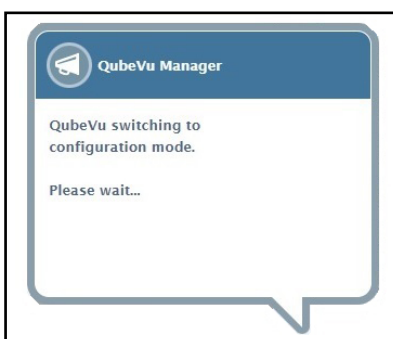 QubeVu Manager
QubeVu switching to
configuration mode.
Please wait...